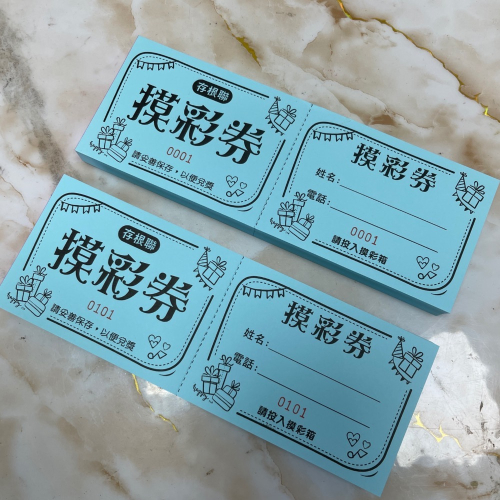 存根聯
摸彩券
0001
請妥善保存，以便兌獎
摸彩券
姓名：
電話：
0001
請投入摸彩箱
存根聯
摸彩券
0101
請妥善保存，以便兌獎
摸彩券
姓名：
電話：
0101
請投入摸彩箱